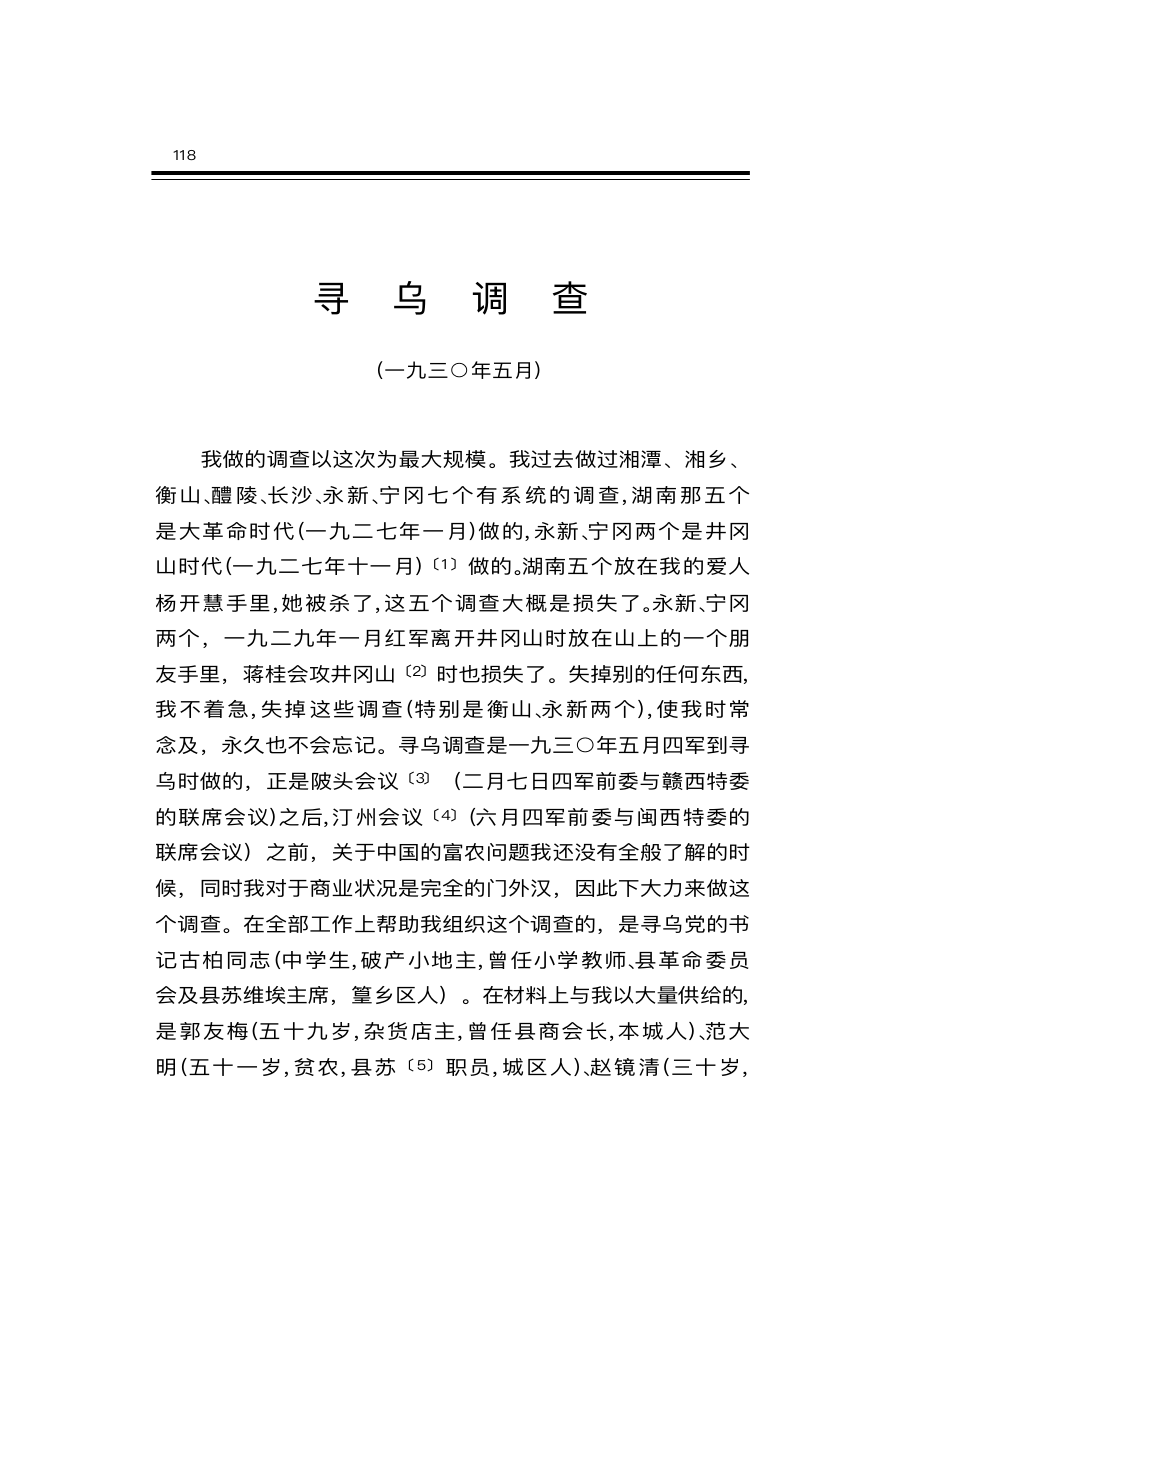 118
寻乌调查
(一九三〇年五月)
我做的调查以这次为最大规模。我过去做过湘潭、湘乡、
衡山、醴陵、长沙、永新、宁冈七个有系统的调查,湖南那五个
是大革命时代(一九二七年一月)做的,永新、宁冈两个是井冈
山时代(一九二七年十一月)〔1〕做的。湖南五个放在我的爱人
杨开慧手里,她被杀了,这五个调查大概是损失了。永新、宁冈
两个，一九二九年一月红军离开井冈山时放在山上的一个朋
友手里，蒋桂会攻井冈山〔2〕时也损失了。失掉别的任何东西,
我不着急,失掉这些调查(特别是衡山、永新两个),使我时常
念及，永久也不会忘记。寻乌调查是一九三〇年五月四军到寻
乌时做的，正是陂头会议〔3〕（二月七日四军前委与赣西特委
的联席会议)之后,汀州会议〔4〕(六月四军前委与闽西特委的
联席会议）之前，关于中国的富农问题我还没有全般了解的时
候，同时我对于商业状况是完全的门外汉，因此下大力来做这
个调查。在全部工作上帮助我组织这个调查的，是寻乌党的书
记古柏同志(中学生,破产小地主,曾任小学教师、县革命委员
会及县苏维埃主席，篁乡区人）。在材料上与我以大量供给的,
是郭友梅(五十九岁,杂货店主,曾任县商会长,本城人)、范大
明(五十一岁,贫农,县苏〔5〕职员,城区人)、赵镜清(三十岁,